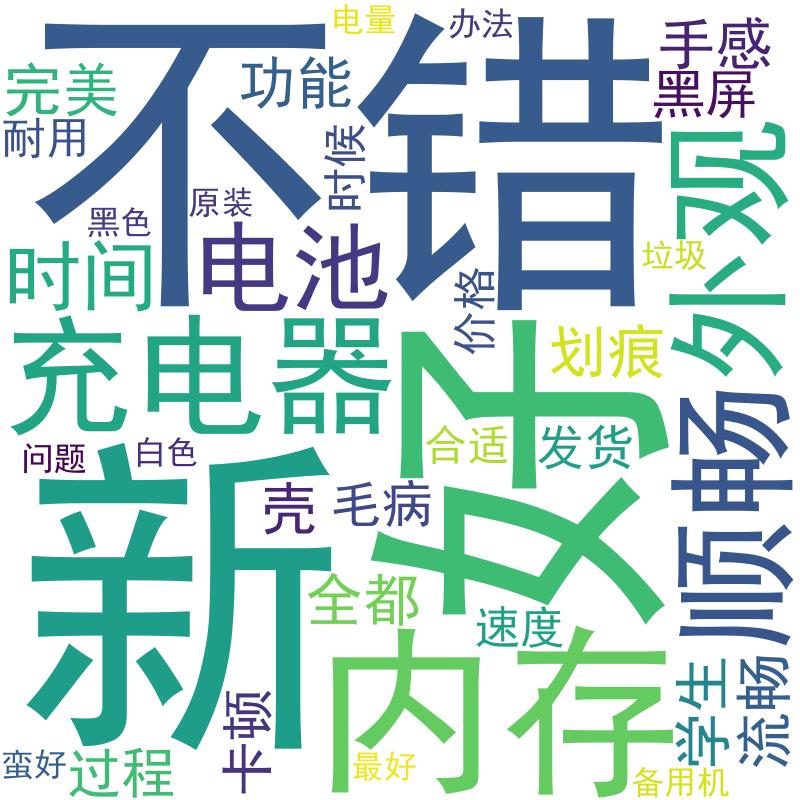 电量
办法
不错
手感
完美
功能
黑屏
耐用
外观
时候
原装
黑色
电池
时间
垃圾
价格
充电器
划痕
好
顺畅
合适
发货
问题
白色
新
壳
毛病
全都
速度
内存
学生
流畅
卡顿
蛮好
过程
最好
备用机